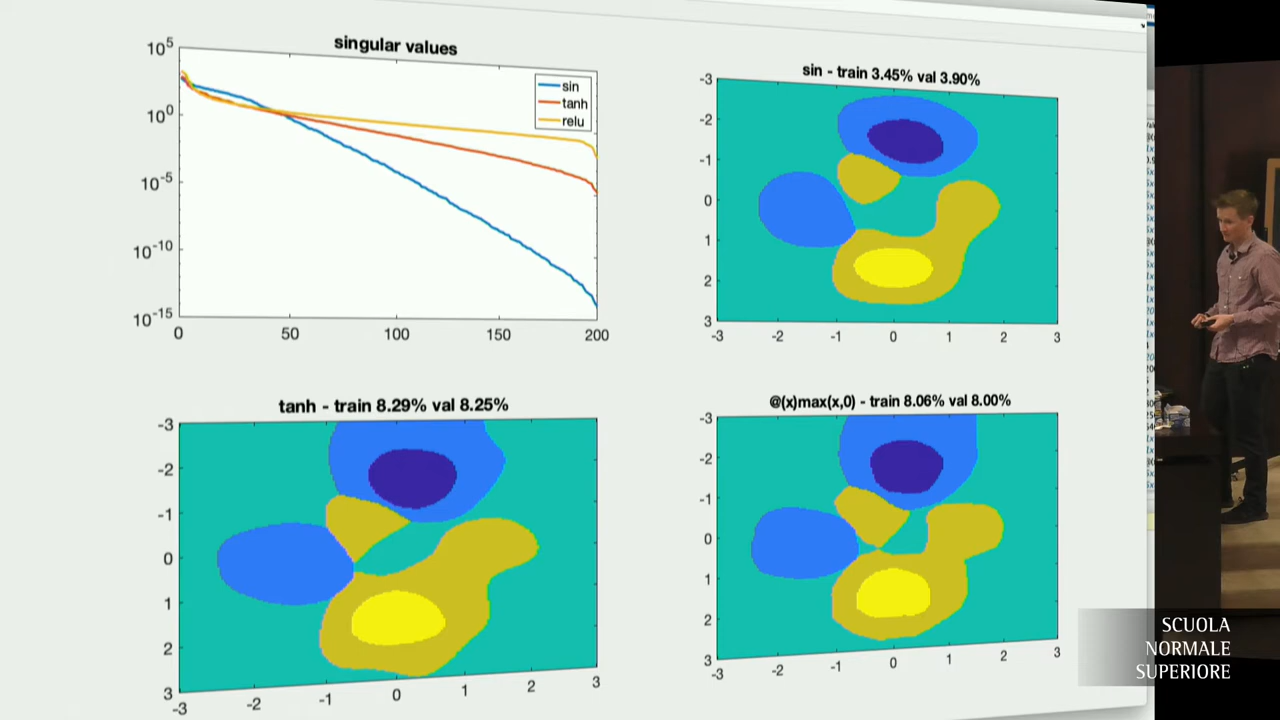 singular values
10^5
10^0
10^-5
10^-10
10^-15
0 50 100 150 200
sin
tanh
relu
sin - train 3.45% val 3.90%
-3
-2
-1
0
1
2
3
-3 -2 -1 0 1 2 3
tanh - train 8.29% val 8.25%
-3
-2
-1
0
1
2
3
-3 -2 -1 0 1 2 3
@(x)max(x,0) - train 8.06% val 8.00%
-3
-2
-1
0
1
2
3
-3 -2 -1 0 1 2 3
SCUOLA
NORMALE
SUPERIORE